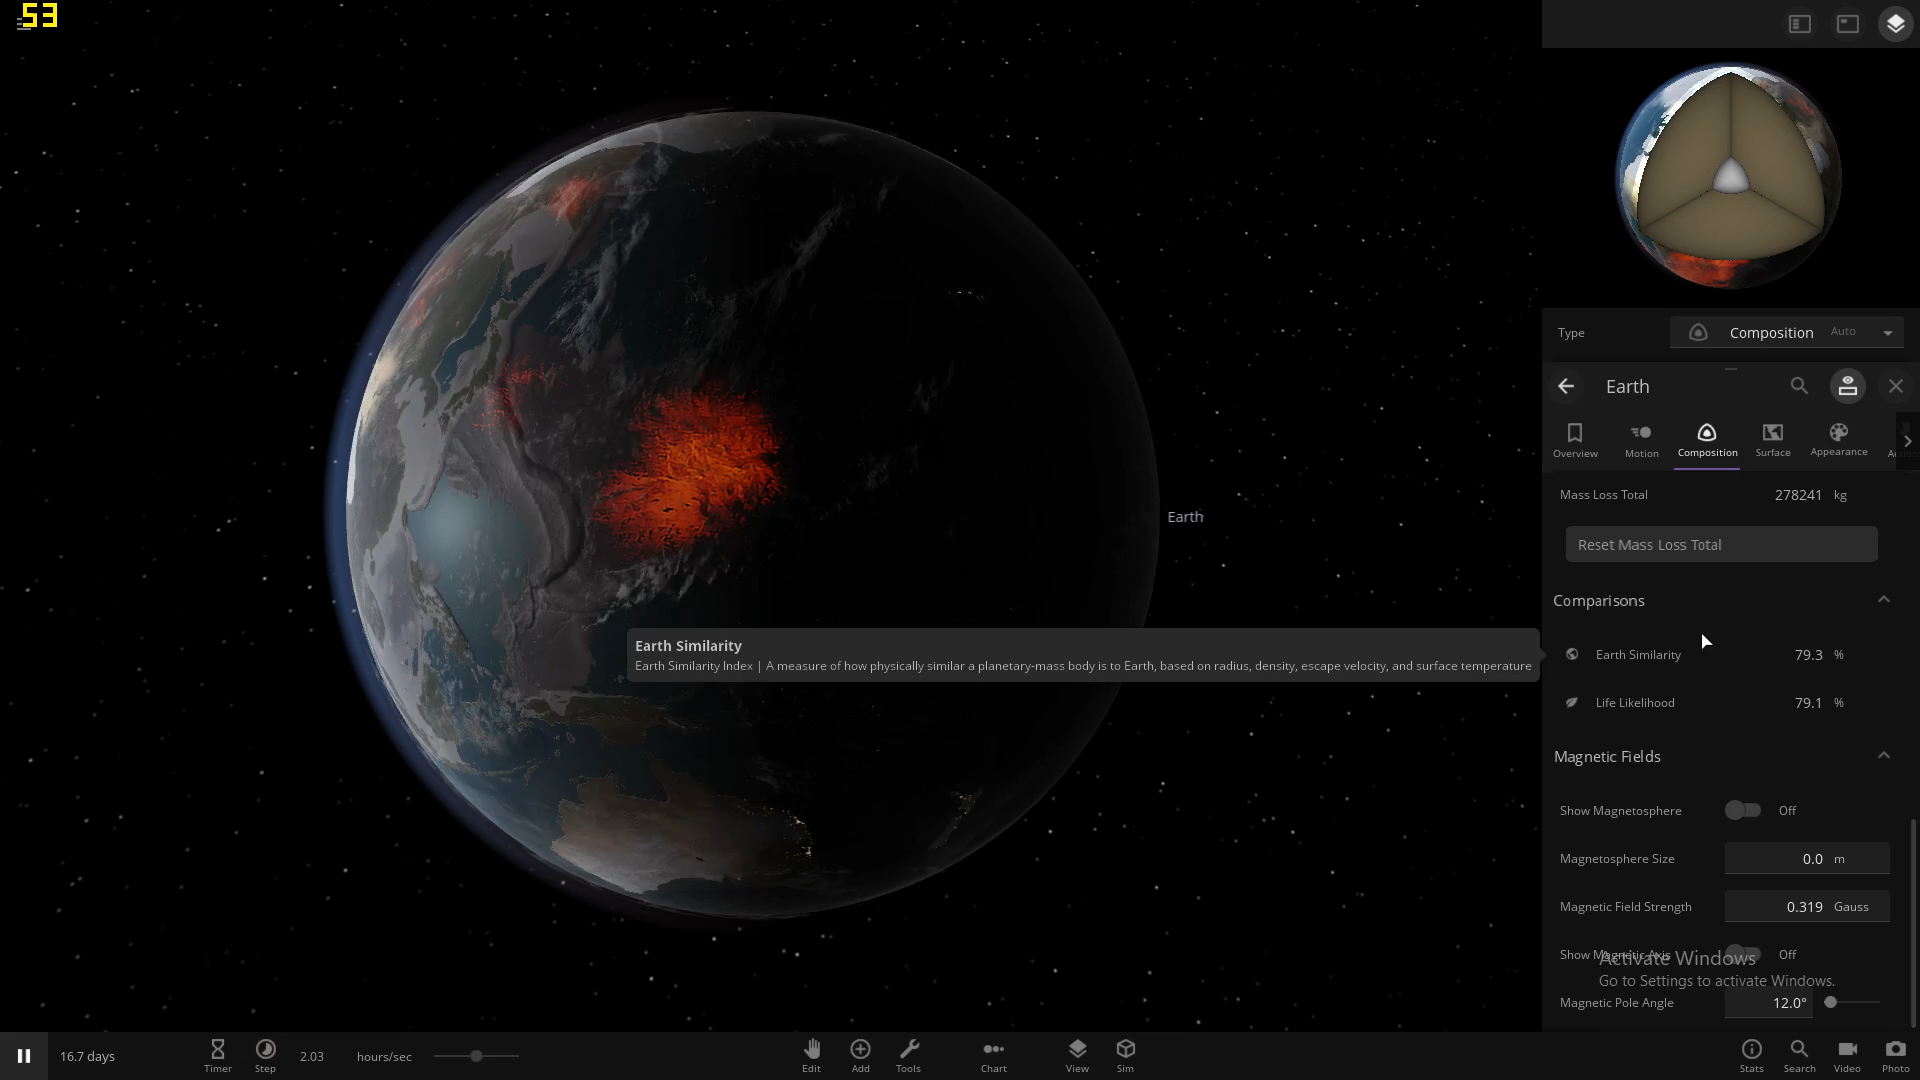 53
Type
Composition
Auto
Earth
Overview
Motion
Composition
Surface
Appearance
Mass Loss Total 278241 kg
Reset Mass Loss Total
Earth
Comparisons
Earth Similarity
Earth Similarity Index | A measure of how physically similar a planetary-mass body is to Earth, based on radius, density, escape velocity, and surface temperature
Earth Similarity 79.3 %
Life Likelihood 79.1 %
Magnetic Fields
Show Magnetosphere Off
Magnetosphere Size 0.0 m
Magnetic Field Strength 0.319 Gauss
Show Magnetic Axis Off
Activate Windows
Go to Settings to activate Windows.
Magnetic Pole Angle 12.0°
16.7 days
Timer
Step
2.03 hours/sec
Edit
Add
Tools
Chart
View
Sim
Stats
Search
Video
Photo